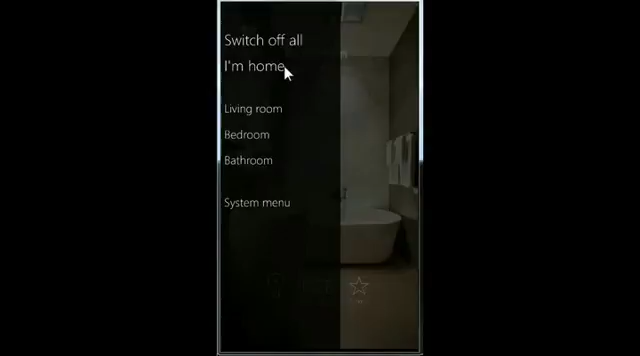 Switch off all
I'm home
Living room
Bedroom
Bathroom
System menu